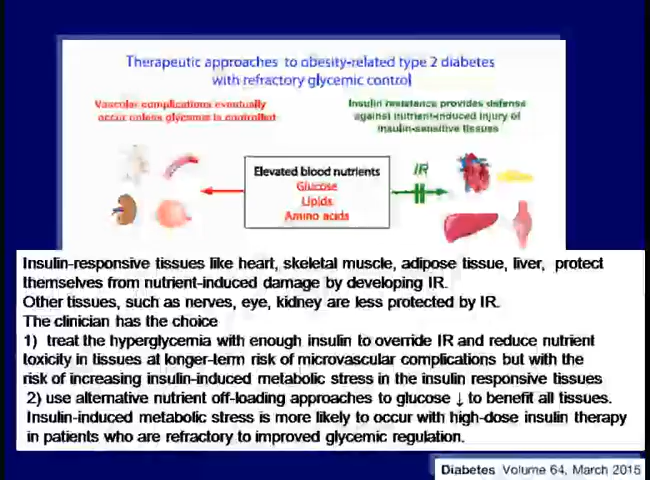 Therapeutic approaches to obesity-related type 2 diabetes
with refractory glycemic control
Vascular complications eventually
occur unless glycemia is controlled
Insulin resistance provides defense
against nutrient-induced injury of
insulin-sensitive tissues
Elevated blood nutrients
Glucose
Lipids
Amino acids
IR
Insulin-responsive tissues like heart, skeletal muscle, adipose tissue, liver, protect
themselves from nutrient-induced damage by developing IR.
Other tissues, such as nerves, eye, kidney are less protected by IR.
The clinician has the choice
1) treat the hyperglycemia with enough insulin to override IR and reduce nutrient
toxicity in tissues at longer-term risk of microvascular complications but with the
risk of increasing insulin-induced metabolic stress in the insulin responsive tissues
2) use alternative nutrient off-loading approaches to glucose ↓ to benefit all tissues.
Insulin-induced metabolic stress is more likely to occur with high-dose insulin therapy
in patients who are refractory to improved glycemic regulation.
Diabetes Volume 64, March 2015